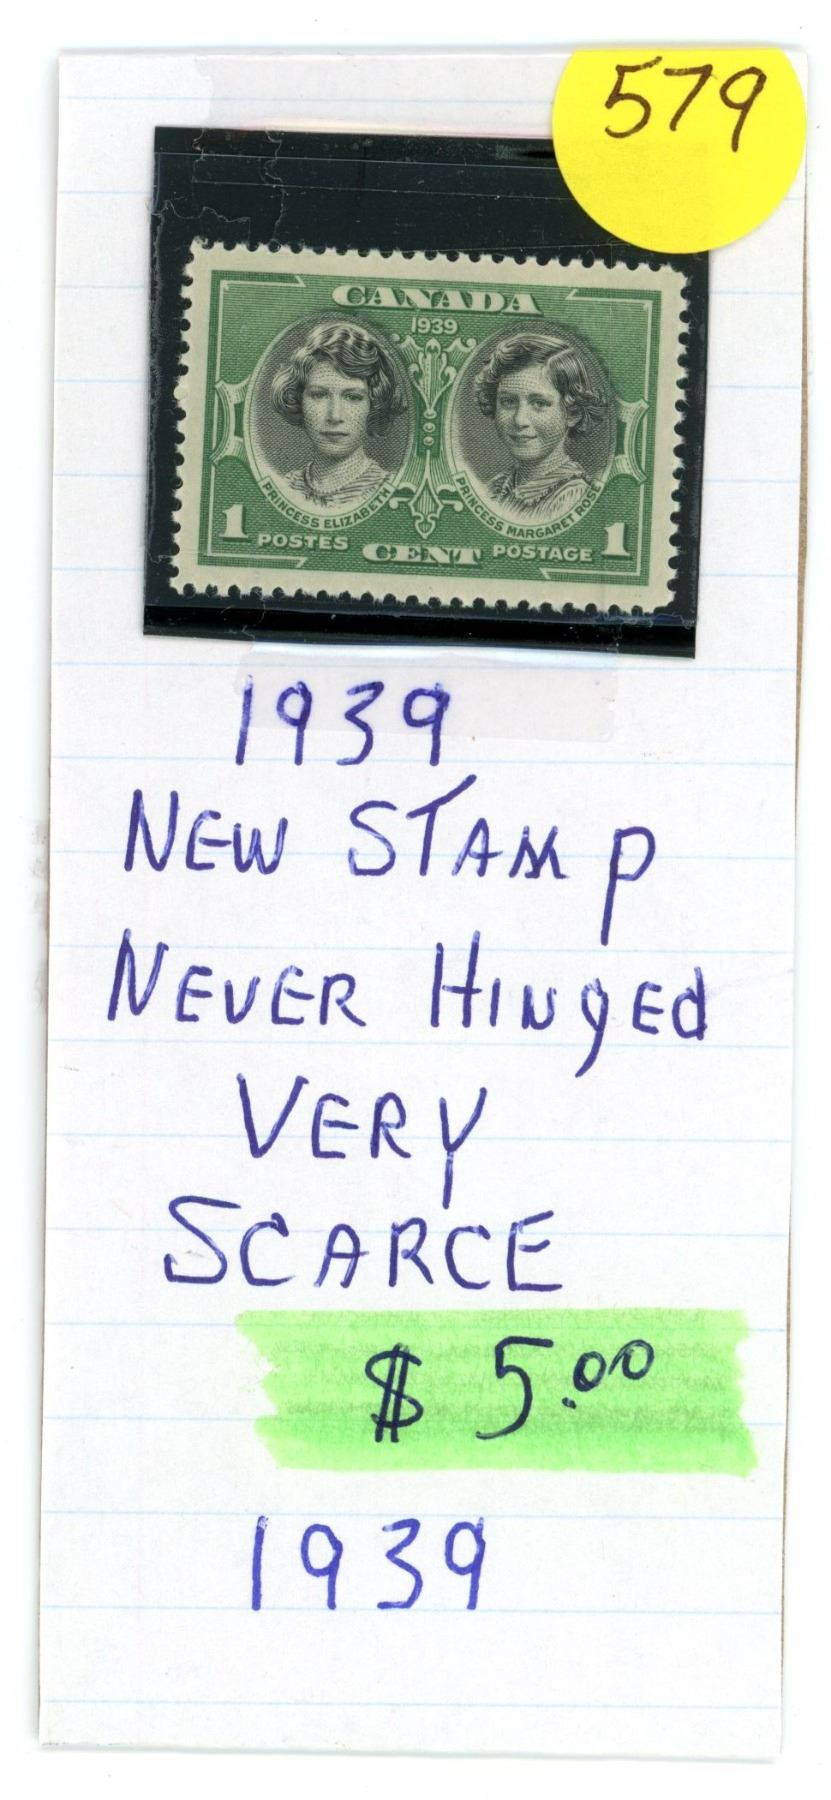 579
CANADA
1939
PRINCESS ELIZABETH
PRINCESS MARGARET ROSE
1 POSTES CENT POSTAGE 1
1939
NEW STAMP
NEVER HINGED
VERY
SCARCE
$ 5.00
1939